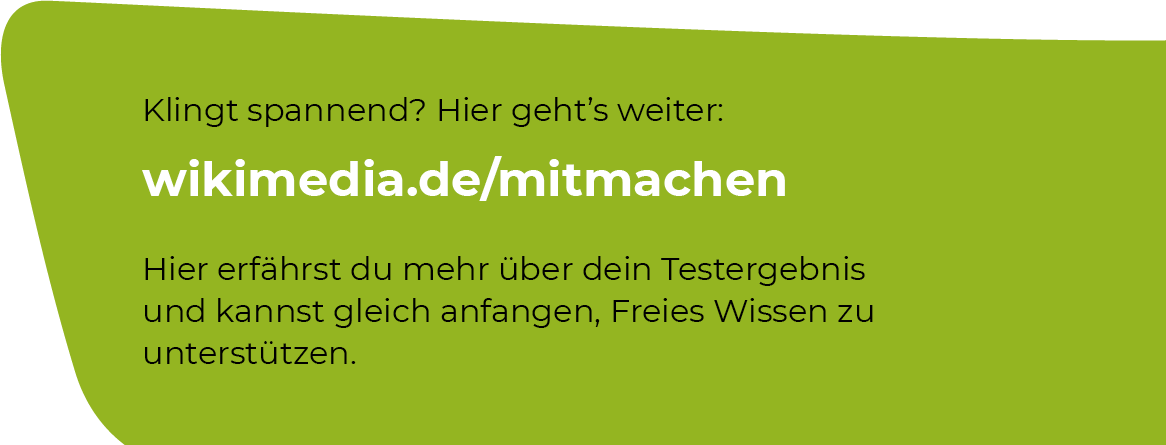 Klingt spannend? Hier geht’s weiter:
wikimedia.de/mitmachen
Hier erfährst du mehr über dein Testergebnis
und kannst gleich anfangen, Freies Wissen zu
unterstützen.